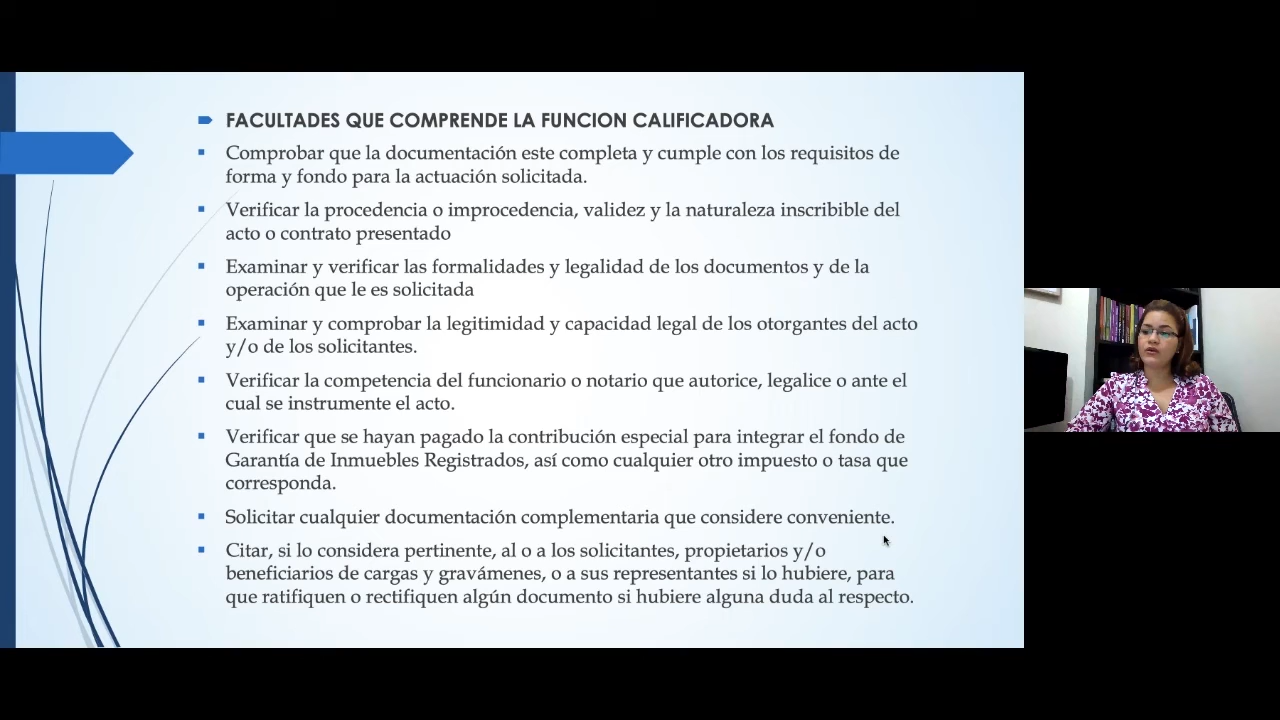 FACULTADES QUE COMPRENDE LA FUNCION CALIFICADORA
Comprobar que la documentación este completa y cumple con los requisitos de
forma y fondo para la actuación solicitada.
Verificar la procedencia o improcedencia, validez y la naturaleza inscribible del
acto o contrato presentado
Examinar y verificar las formalidades y legalidad de los documentos y de la
operación que le es solicitada
Examinar y comprobar la legitimidad y capacidad legal de los otorgantes del acto
y/o de los solicitantes.
Verificar la competencia del funcionario o notario que autorice, legalice o ante el
cual se instrumente el acto.
Verificar que se hayan pagado la contribución especial para integrar el fondo de
Garantía de Inmuebles Registrados, así como cualquier otro impuesto o tasa que
corresponda.
Solicitar cualquier documentación complementaria que considere conveniente.
Citar, si lo considera pertinente, al o a los solicitantes, propietarios y/o
beneficiarios de cargas y gravámenes, o a sus representantes si lo hubiere, para
que ratifiquen o rectifiquen algún documento si hubiere alguna duda al respecto.